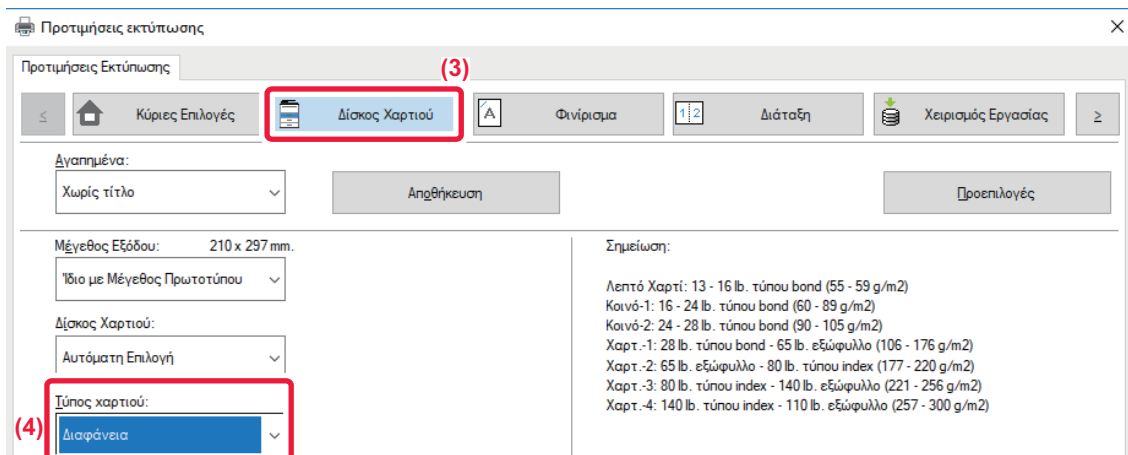 Προτιμήσεις εκτύπωσης
Προτιμήσεις Εκτύπωσης
(3)
< Κύριες Επιλογές Δίσκος Χαρτιού A Φινίρισμα 1 2 Διάταξη Χειρισμός Εργασίας >
Αγαπημένα:
Χωρίς τίτλο Αποθήκευση Προεπιλογές
Μέγεθος Εξόδου: 210 x 297 mm.
Ίδιο με Μέγεθος Πρωτοτύπου
Δίσκος Χαρτιού:
Αυτόματη Επιλογή
Τύπος χαρτιού:
(4) Διαφάνεια
Σημείωση:
Λεπτό Χαρτί: 13 - 16 lb. τύπου bond (55 - 59 g/m2)
Κοινό-1: 16 - 24 lb. τύπου bond (60 - 89 g/m2)
Κοινό-2: 24 - 28 lb. τύπου bond (90 - 105 g/m2)
Χαρτ.-1: 28 lb. τύπου bond - 65 lb. εξώφυλλο (106 - 176 g/m2)
Χαρτ.-2: 65 lb. εξώφυλλο - 80 lb. τύπου index (177 - 220 g/m2)
Χαρτ.-3: 80 lb. τύπου index - 140 lb. εξώφυλλο (221 - 256 g/m2)
Χαρτ.-4: 140 lb. τύπου index - 110 lb. εξώφυλλο (257 - 300 g/m2)